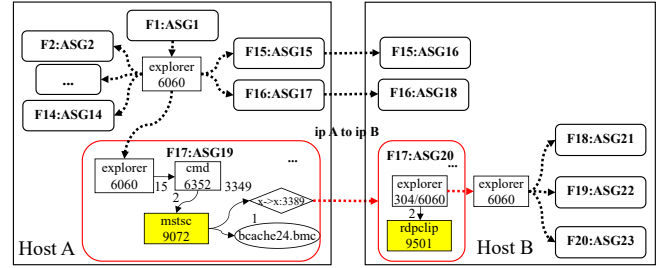 F1:ASG1
F2:ASG2
...
F14:ASG14
explorer
6060
F15:ASG15
F16:ASG17
F15:ASG16
F16:ASG18
ip A to ip B
F17:ASG19
...
explorer
6060
15
cmd
6352
3349
2
x->x:3389
mstsc
9072
1
bcache24.bmc
Host A
F17:ASG20
...
explorer
304/6060
2
rdpclip
9501
explorer
6060
F18:ASG21
F19:ASG22
F20:ASG23
Host B